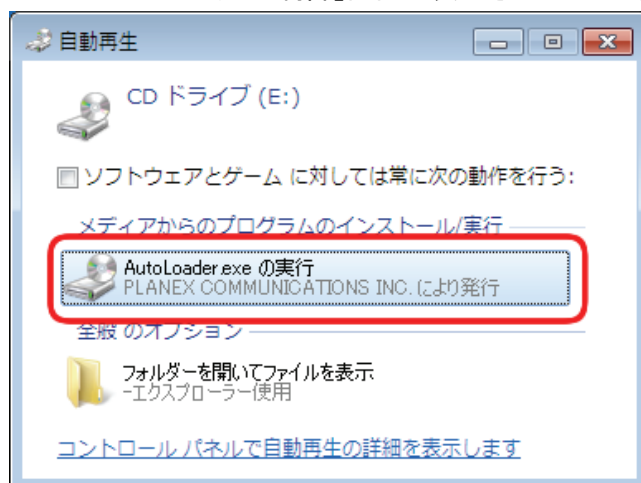 自動再生
CD ドライブ (E:)
ソフトウェアとゲーム に対しては常に次の動作を行う:
メディアからのプログラムのインストール/実行
AutoLoader.exe の実行
PLANEX COMMUNICATIONS INC. により発行
全般 のオプション
フォルダーを開いてファイルを表示
-エクスプローラー使用
コントロール パネルで自動再生の詳細を表示します